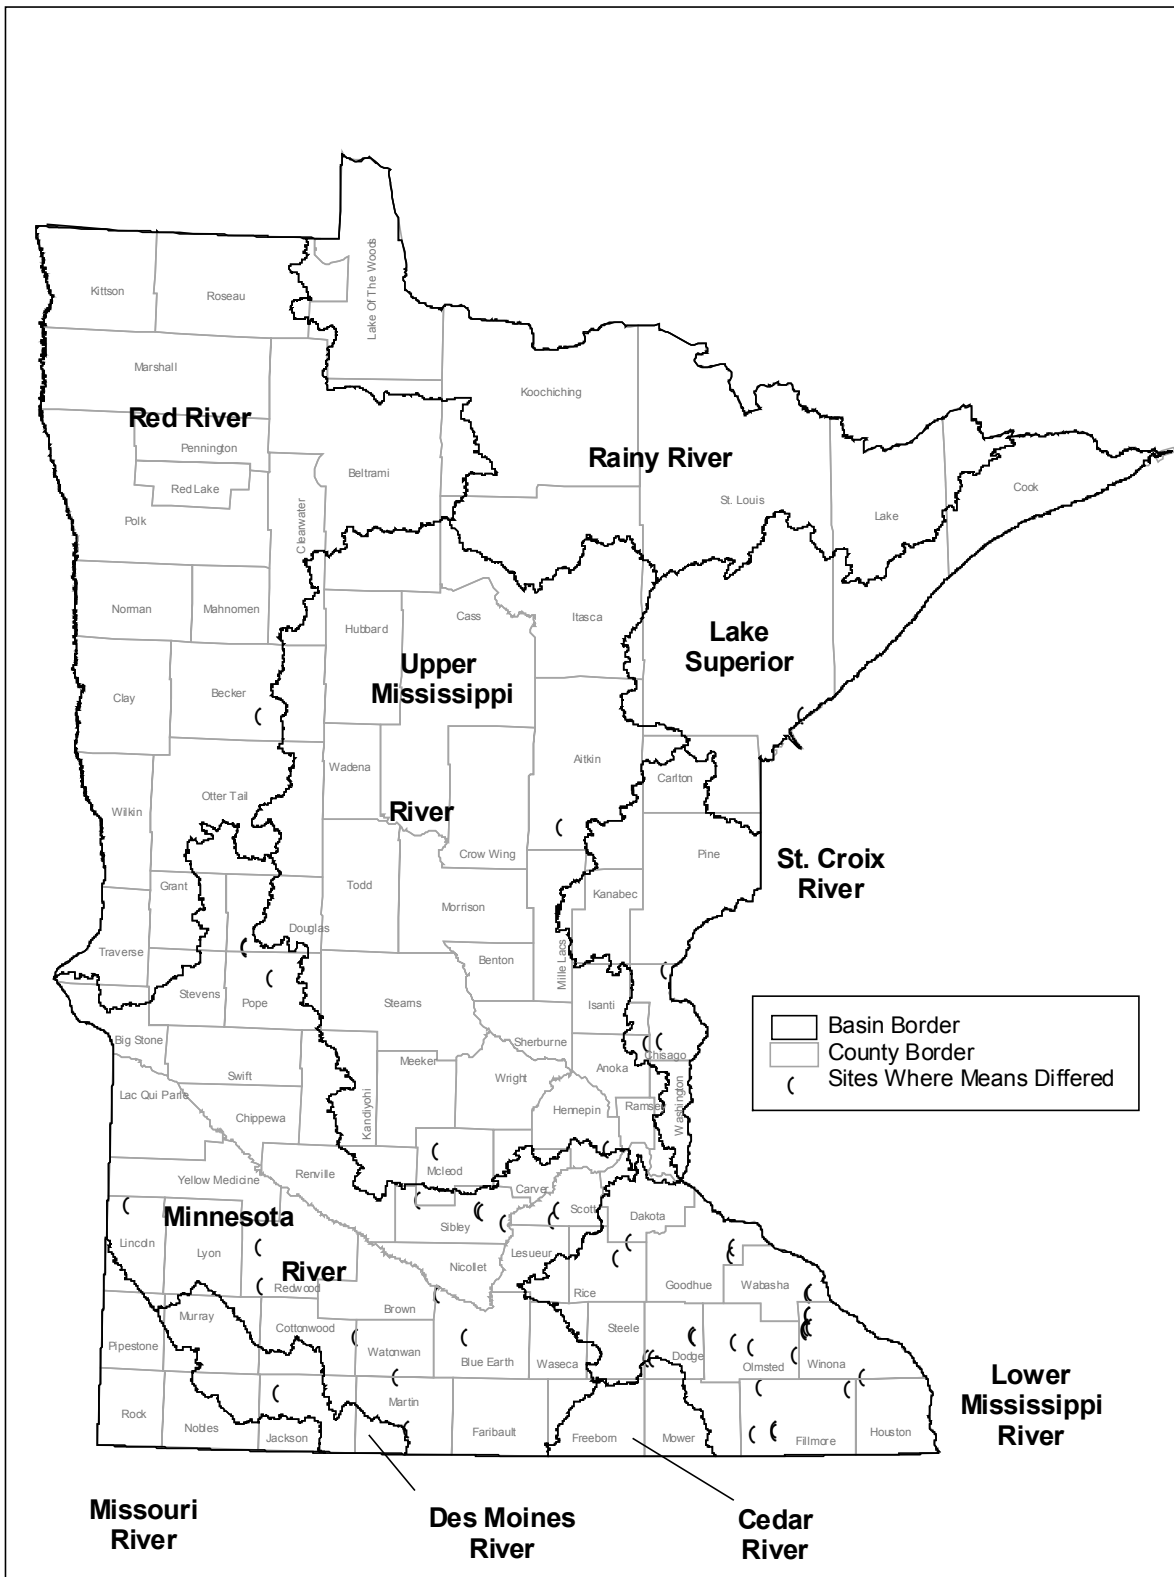 Kittson
Roseau
Lake Of The Woods
Marshall
Koochiching
Red River
Pennington
Rainy River
Beltrami
Red Lake
St. Louis
Cook
Lake
Polk
Clearwater
Norman
Mahnomen
Cass
Itasca
Hubbard
Lake
Superior
Upper
Mississippi
Clay
Becker
Aitkin
Wadena
Carlton
Otter Tail
Wilkin
River
Crow Wing
Pine
St. Croix
River
Grant
Todd
Kanabec
Morrison
Douglas
Traverse
Benton
Mille Lacs
Stevens
Pope
Stearns
Isanti
Basin Border
County Border
Sites Where Means Differed
Big Stone
Sherburne
Chisago
Meeker
Anoka
Swift
Wright
Lac Qui Parle
Kandiyohi
Hennepin
Ramsey
Washington
Chippewa
Renville
Mcleod
Yellow Medicine
Carver
Minnesota
Scott
Dakota
Sibley
Lincoln
Lyon
Lesueur
River
Nicollet
Redwood
Goodhue
Wabasha
Rice
Brown
Murray
Cottonwood
Steele
Pipestone
Watonwan
Blue Earth
Waseca
Dodge
Olmsted
Winona
Lower
Mississippi
River
Martin
Rock
Nobles
Jackson
Faribault
Freeborn
Mower
Fillmore
Houston
Missouri
River
Des Moines
River
Cedar
River